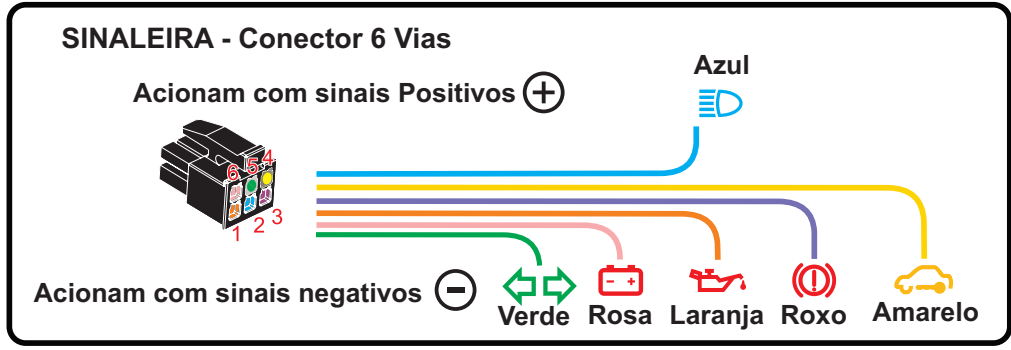 SINALEIRA - Conector 6 Vias
Azul
Acionam com sinais Positivos +
6 5 4
1 2 3
Acionam com sinais negativos -
Verde Rosa Laranja Roxo Amarelo